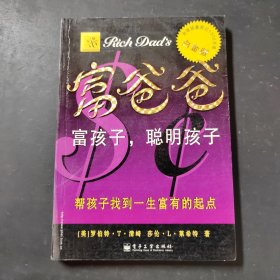 Rich Dad's
富爸爸
富孩子，聪明孩子
$ ¢
帮孩子找到一生富有的起点
[美]罗伯特·T·清崎 莎伦·L·莱希特 著
电子工业出版社